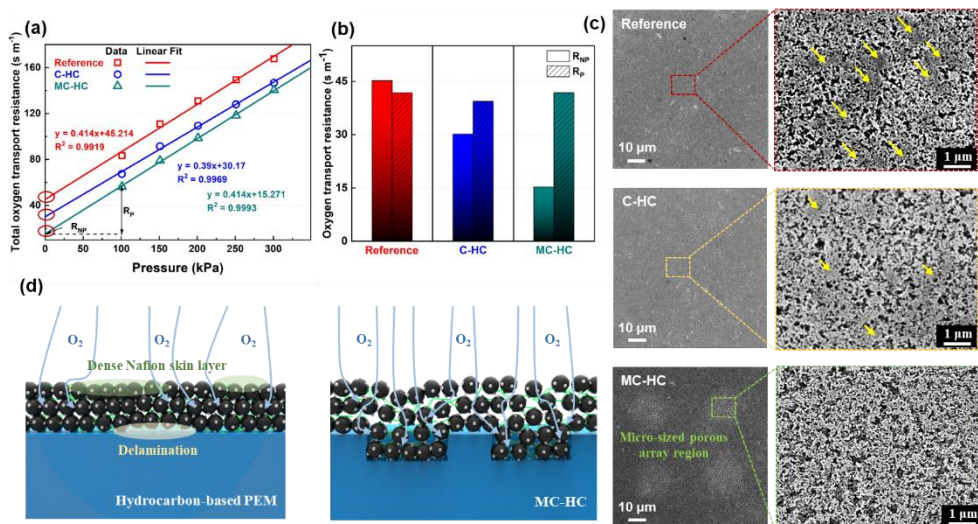 (a)
Total oxygen transport resistance (s m⁻¹)
160
120
80
40
0 50 100 150 200 250 300
Pressure (kPa)
Data Linear Fit
Reference
C-HC
MC-HC
y = 0.414x+45.214
R² = 0.9919
y = 0.39x+30.17
R² = 0.9969
y = 0.414x+15.271
R² = 0.9993
R_P
R_NP
(b)
Oxygen transport resistance (s m⁻¹)
45
30
15
0
R_NP
R_P
Reference C-HC MC-HC
(c)
Reference
10 µm
1 µm
C-HC
10 µm
1 µm
MC-HC
Micro-sized porous
array region
10 µm
1 µm
(d)
O₂ O₂ O₂
Dense Nafion skin layer
Delamination
Hydrocarbon-based PEM
O₂ O₂ O₂
MC-HC